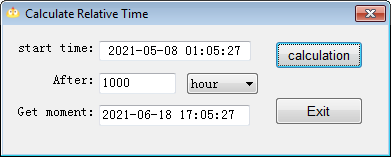 Calculate Relative Time
start time: 2021-05-08 01:05:27
calculation
After: 1000 hour
Get moment: 2021-06-18 17:05:27
Exit